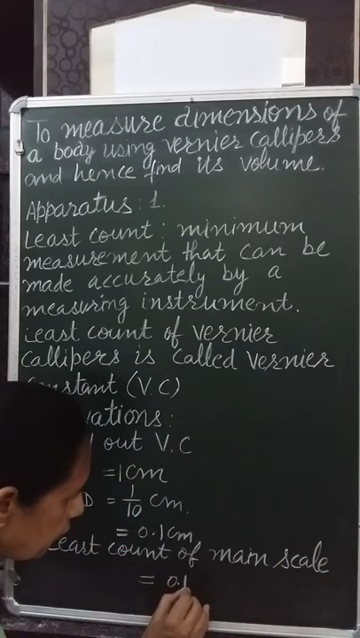 To measure dimensions of
a body using vernier callipers
and hence find its volume.
Apparatus : 1.
Least count : minimum
measurement that can be
made accurately by a
measuring instrument.
Least count of vernier
callipers is called vernier
constant (V.C)
out V.C
= 1cm
D = 1/10 cm.
= 0.1cm
Least count of main scale
= 0.1